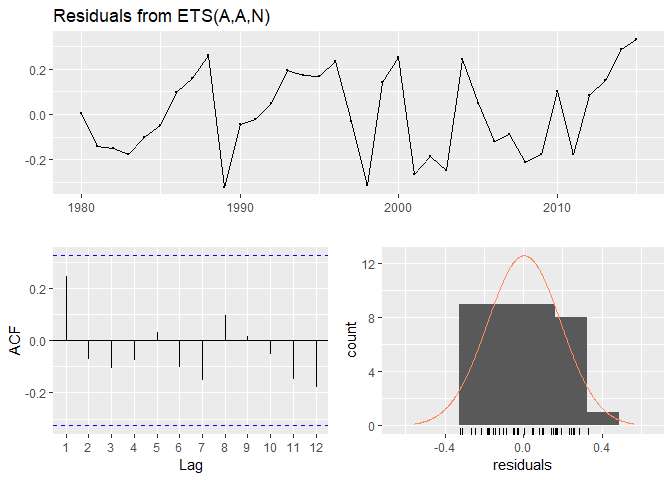 Residuals from ETS(A,A,N)
0.2
0.0
-0.2
1980 1990 2000 2010
ACF
0.2
0.0
-0.2
1 2 3 4 5 6 7 8 9 10 11 12
Lag
count
12
8
4
0
-0.4 0.0 0.4
residuals